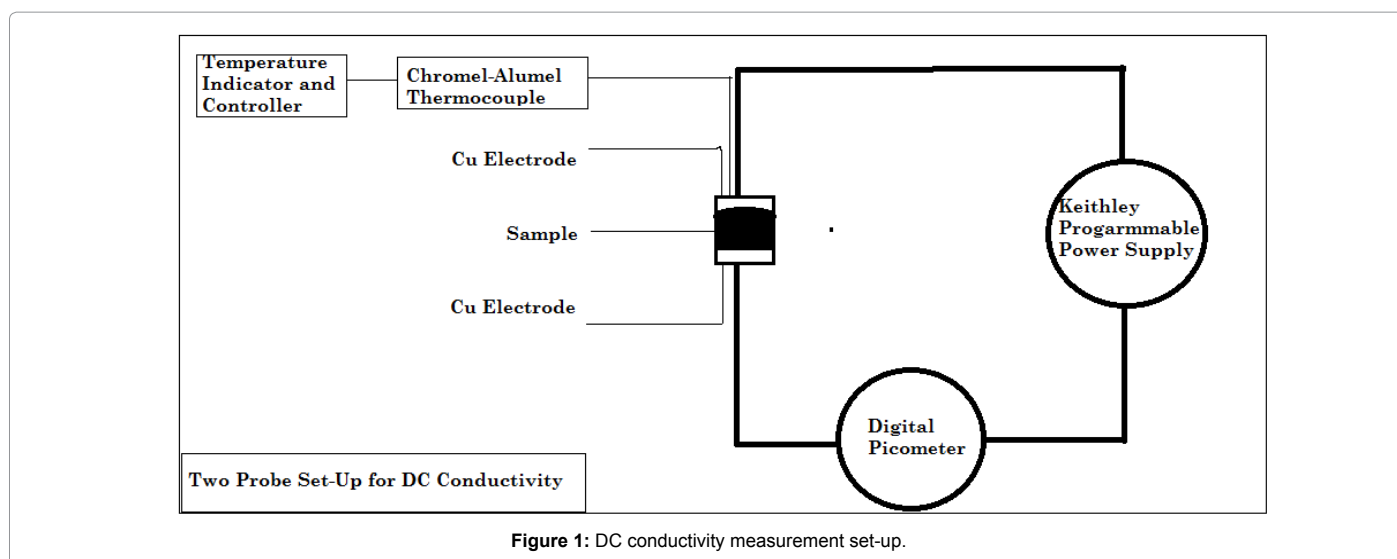 Temperature
Indicator and
Controller
Chromel-Alumel
Thermocouple
Cu Electrode
Sample
Cu Electrode
Keithley
Progarmmable
Power Supply
Digital
Picometer
Two Probe Set-Up for DC Conductivity
Figure 1: DC conductivity measurement set-up.